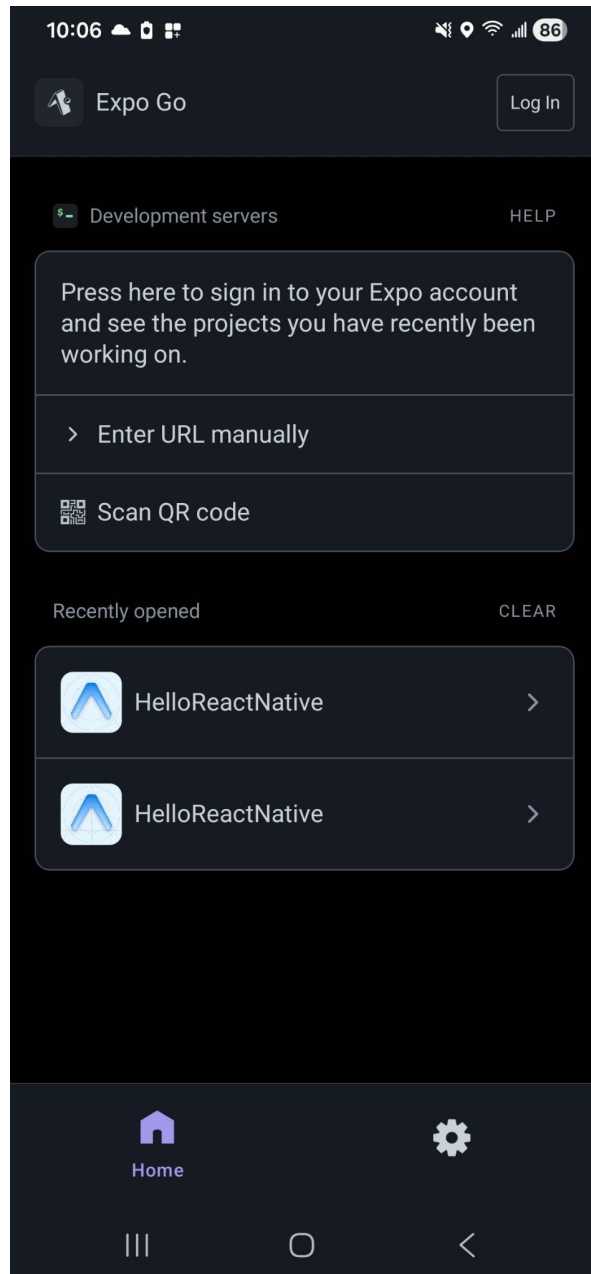 10:06
86
Expo Go
Log In
$- Development servers
HELP
Press here to sign in to your Expo account
and see the projects you have recently been
working on.
Enter URL manually
Scan QR code
Recently opened
CLEAR
HelloReactNative
HelloReactNative
Home